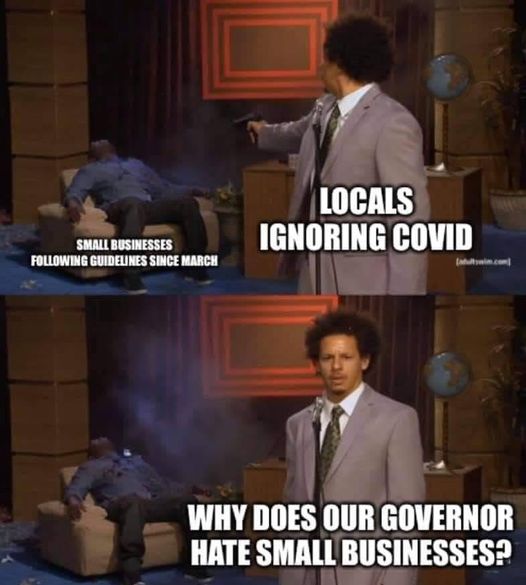 LOCALS
IGNORING COVID
SMALL BUSINESSES
FOLLOWING GUIDELINES SINCE MARCH
[adultswim.com]
WHY DOES OUR GOVERNOR
HATE SMALL BUSINESSES?